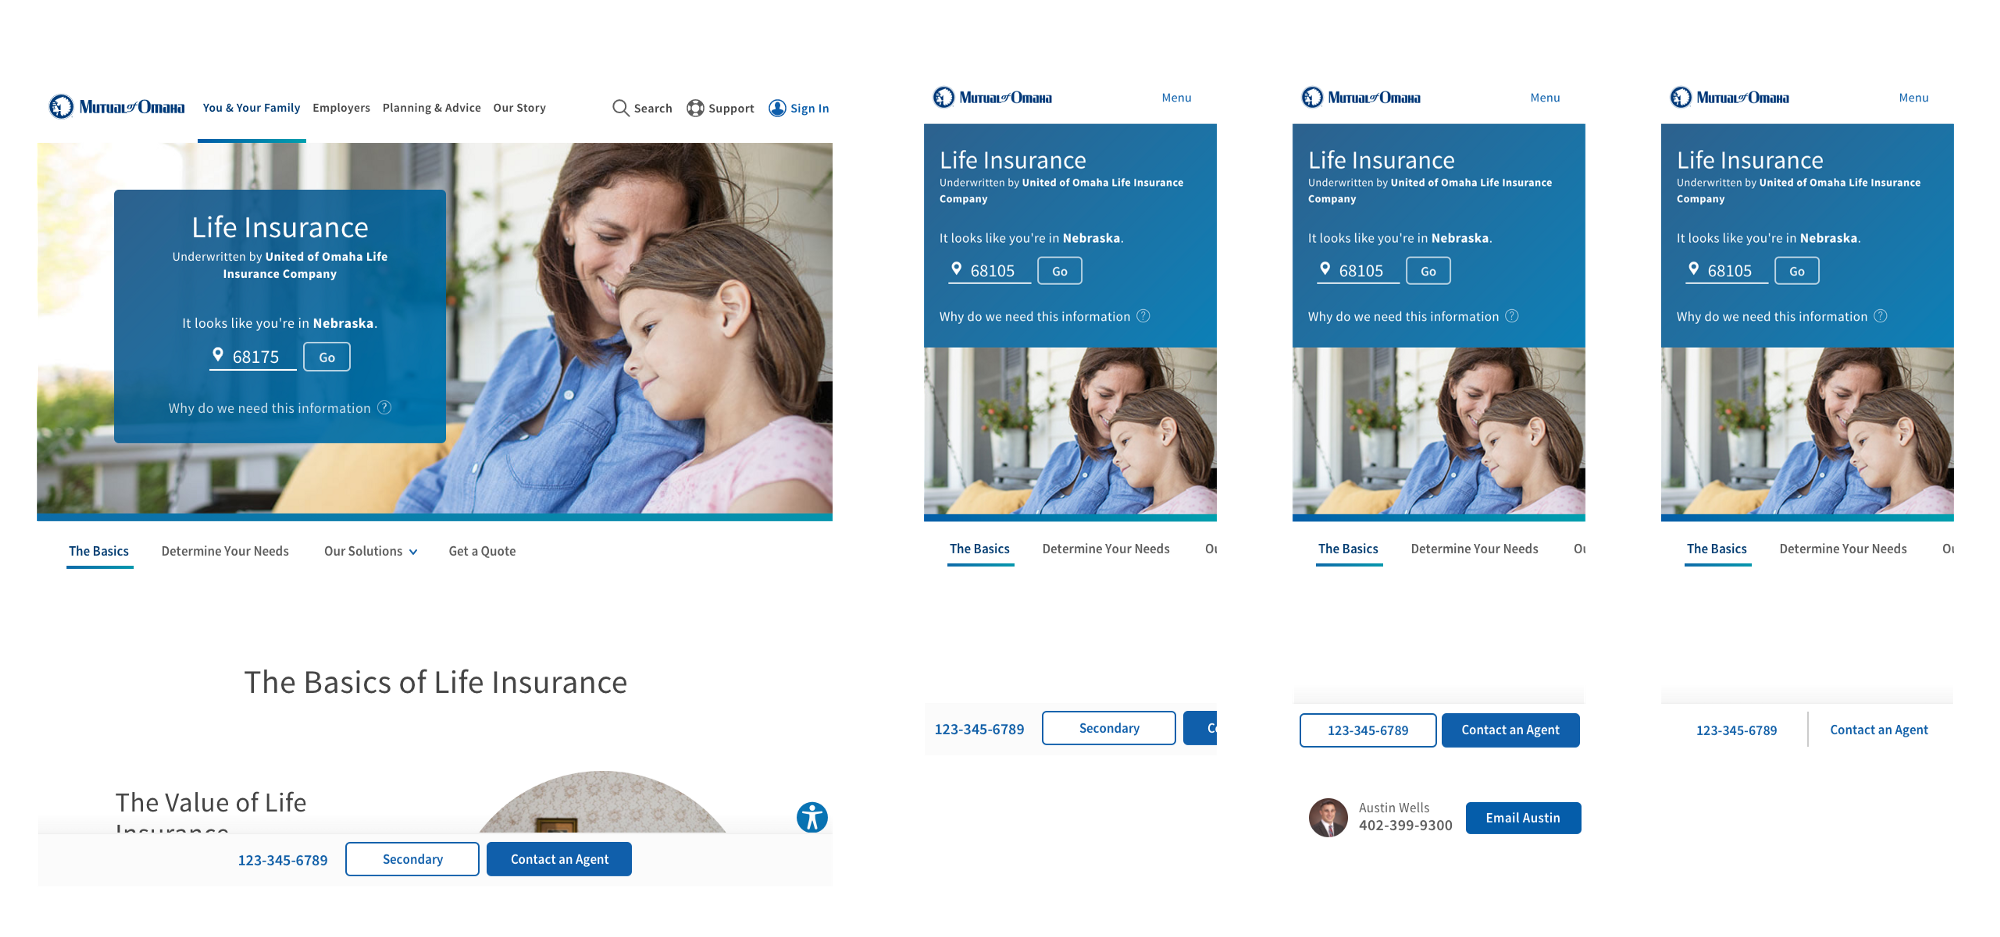 Mutual of Omaha
You & Your Family
Employers
Planning & Advice
Our Story
Search
Support
Sign In
Life Insurance
Underwritten by United of Omaha Life
Insurance Company
It looks like you're in Nebraska.
68175
Go
Why do we need this information ?
The Basics
Determine Your Needs
Our Solutions
Get a Quote
The Basics of Life Insurance
The Value of Life
Insurance
123-345-6789
Secondary
Contact an Agent
Mutual of Omaha
Menu
Life Insurance
Underwritten by United of Omaha Life Insurance
Company
It looks like you're in Nebraska.
68105
Go
Why do we need this information ?
The Basics
Determine Your Needs
Ou
123-345-6789
Secondary
Co
Mutual of Omaha
Menu
Life Insurance
Underwritten by United of Omaha Life Insurance
Company
It looks like you're in Nebraska.
68105
Go
Why do we need this information ?
The Basics
Determine Your Needs
Ou
123-345-6789
Contact an Agent
Austin Wells
402-399-9300
Email Austin
Mutual of Omaha
Menu
Life Insurance
Underwritten by United of Omaha Life Insurance
Company
It looks like you're in Nebraska.
68105
Go
Why do we need this information ?
The Basics
Determine Your Needs
Ou
123-345-6789
Contact an Agent